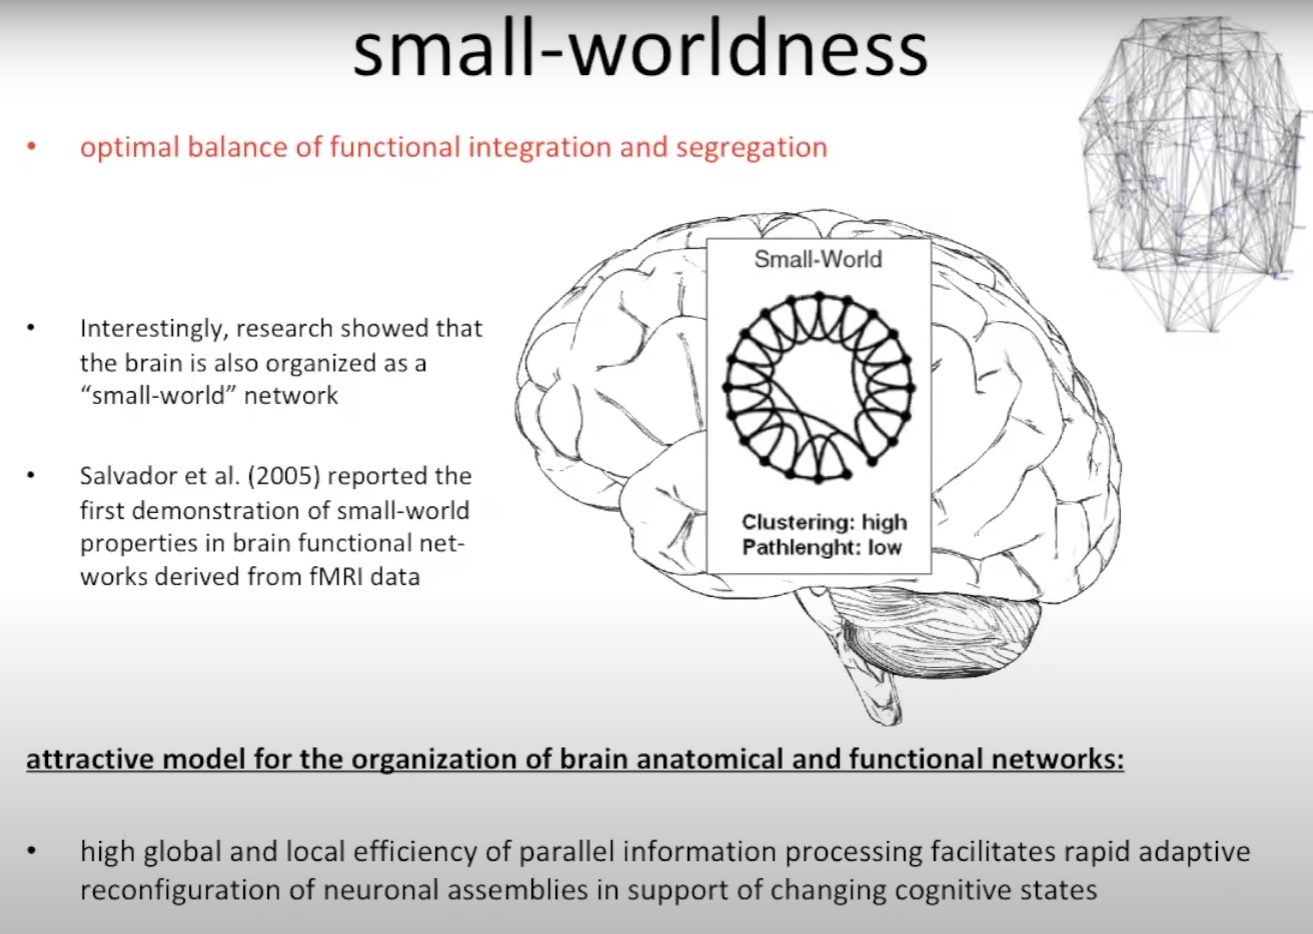 small-worldness
• optimal balance of functional integration and segregation
• Interestingly, research showed that
the brain is also organized as a
“small-world” network
• Salvador et al. (2005) reported the
first demonstration of small-world
properties in brain functional net-
works derived from fMRI data
Small-World
Clustering: high
Pathlenght: low
attractive model for the organization of brain anatomical and functional networks:
• high global and local efficiency of parallel information processing facilitates rapid adaptive
reconfiguration of neuronal assemblies in support of changing cognitive states